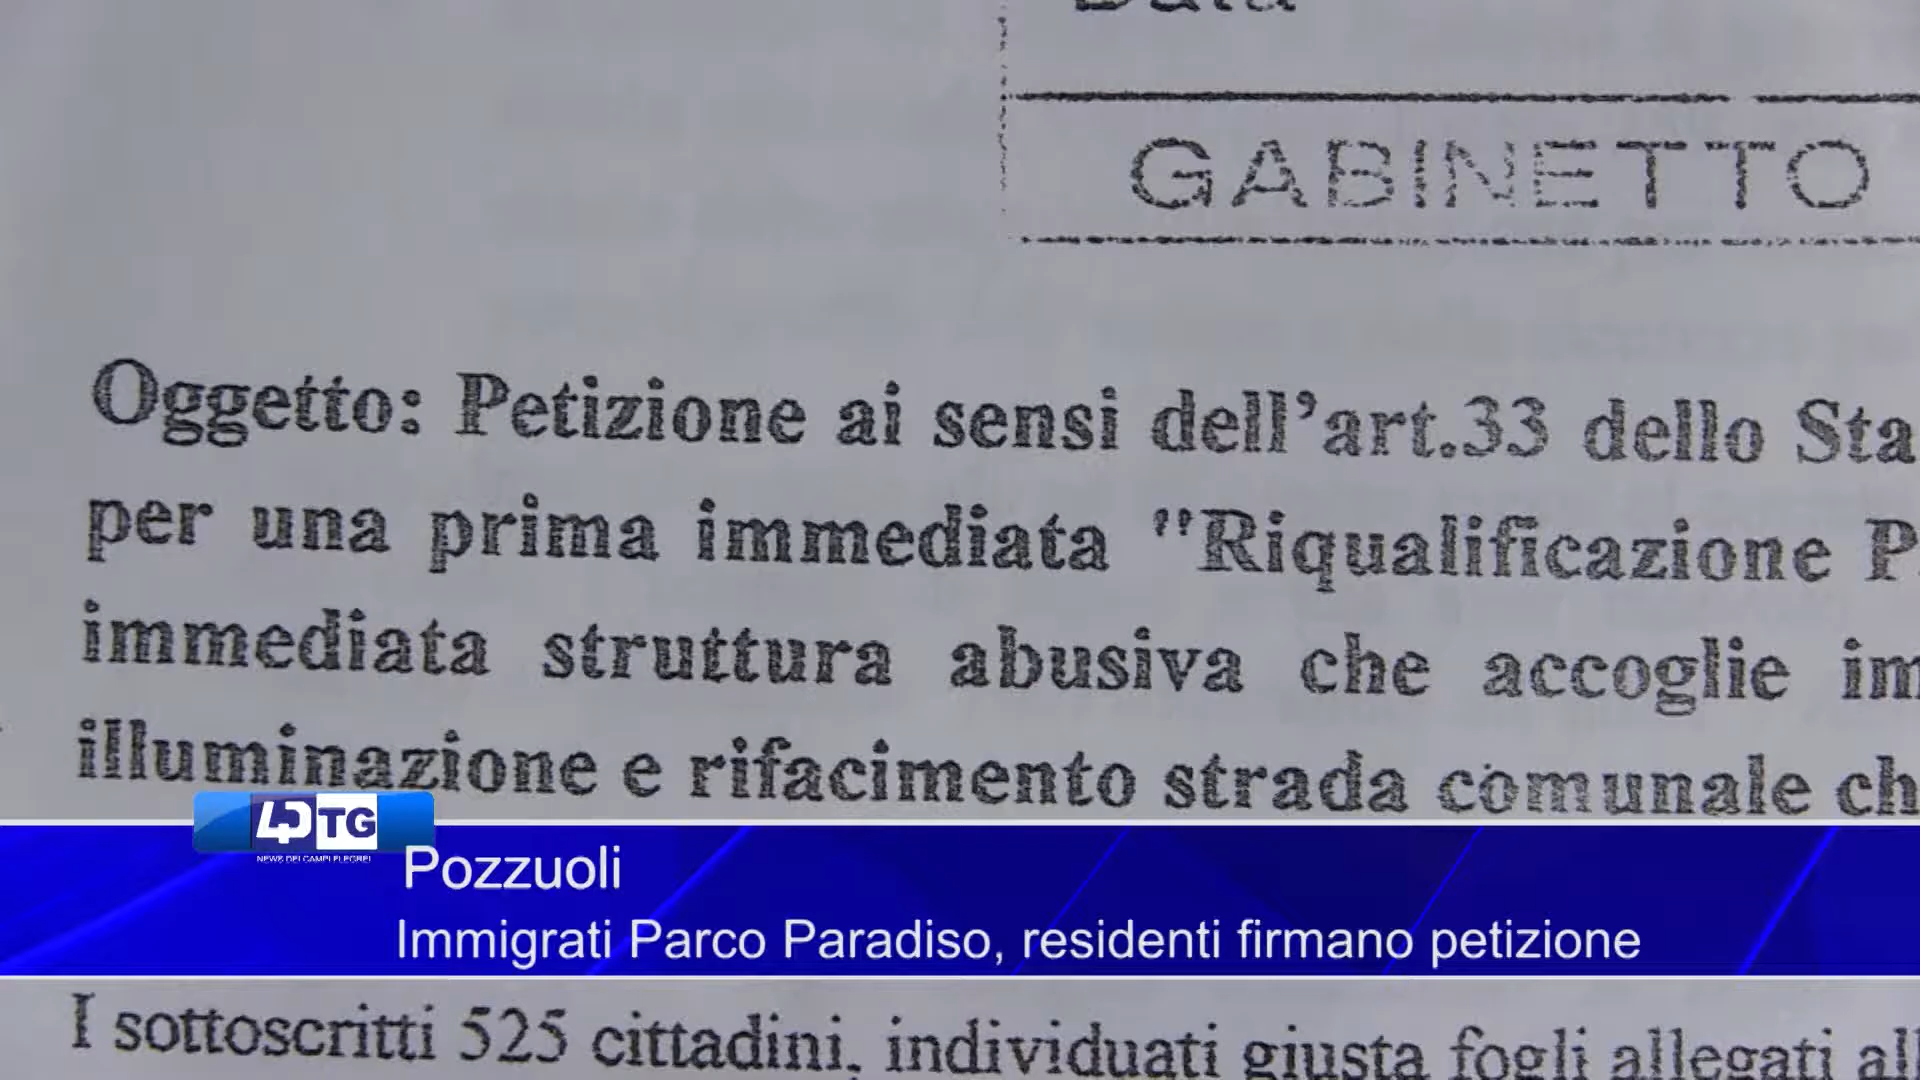 GABINETTO
Oggetto: Petizione ai sensi dell'art.33 dello Sta
per una prima immediata "Riqualificazione P
immediata struttura abusiva che accoglie im
illuminazione e rifacimento strada comunale ch
4D TG
NEWS DEI CAMPI FLEGREI
Pozzuoli
Immigrati Parco Paradiso, residenti firmano petizione
I sottoscritti 525 cittadini, individuati giusta fogli allegati all